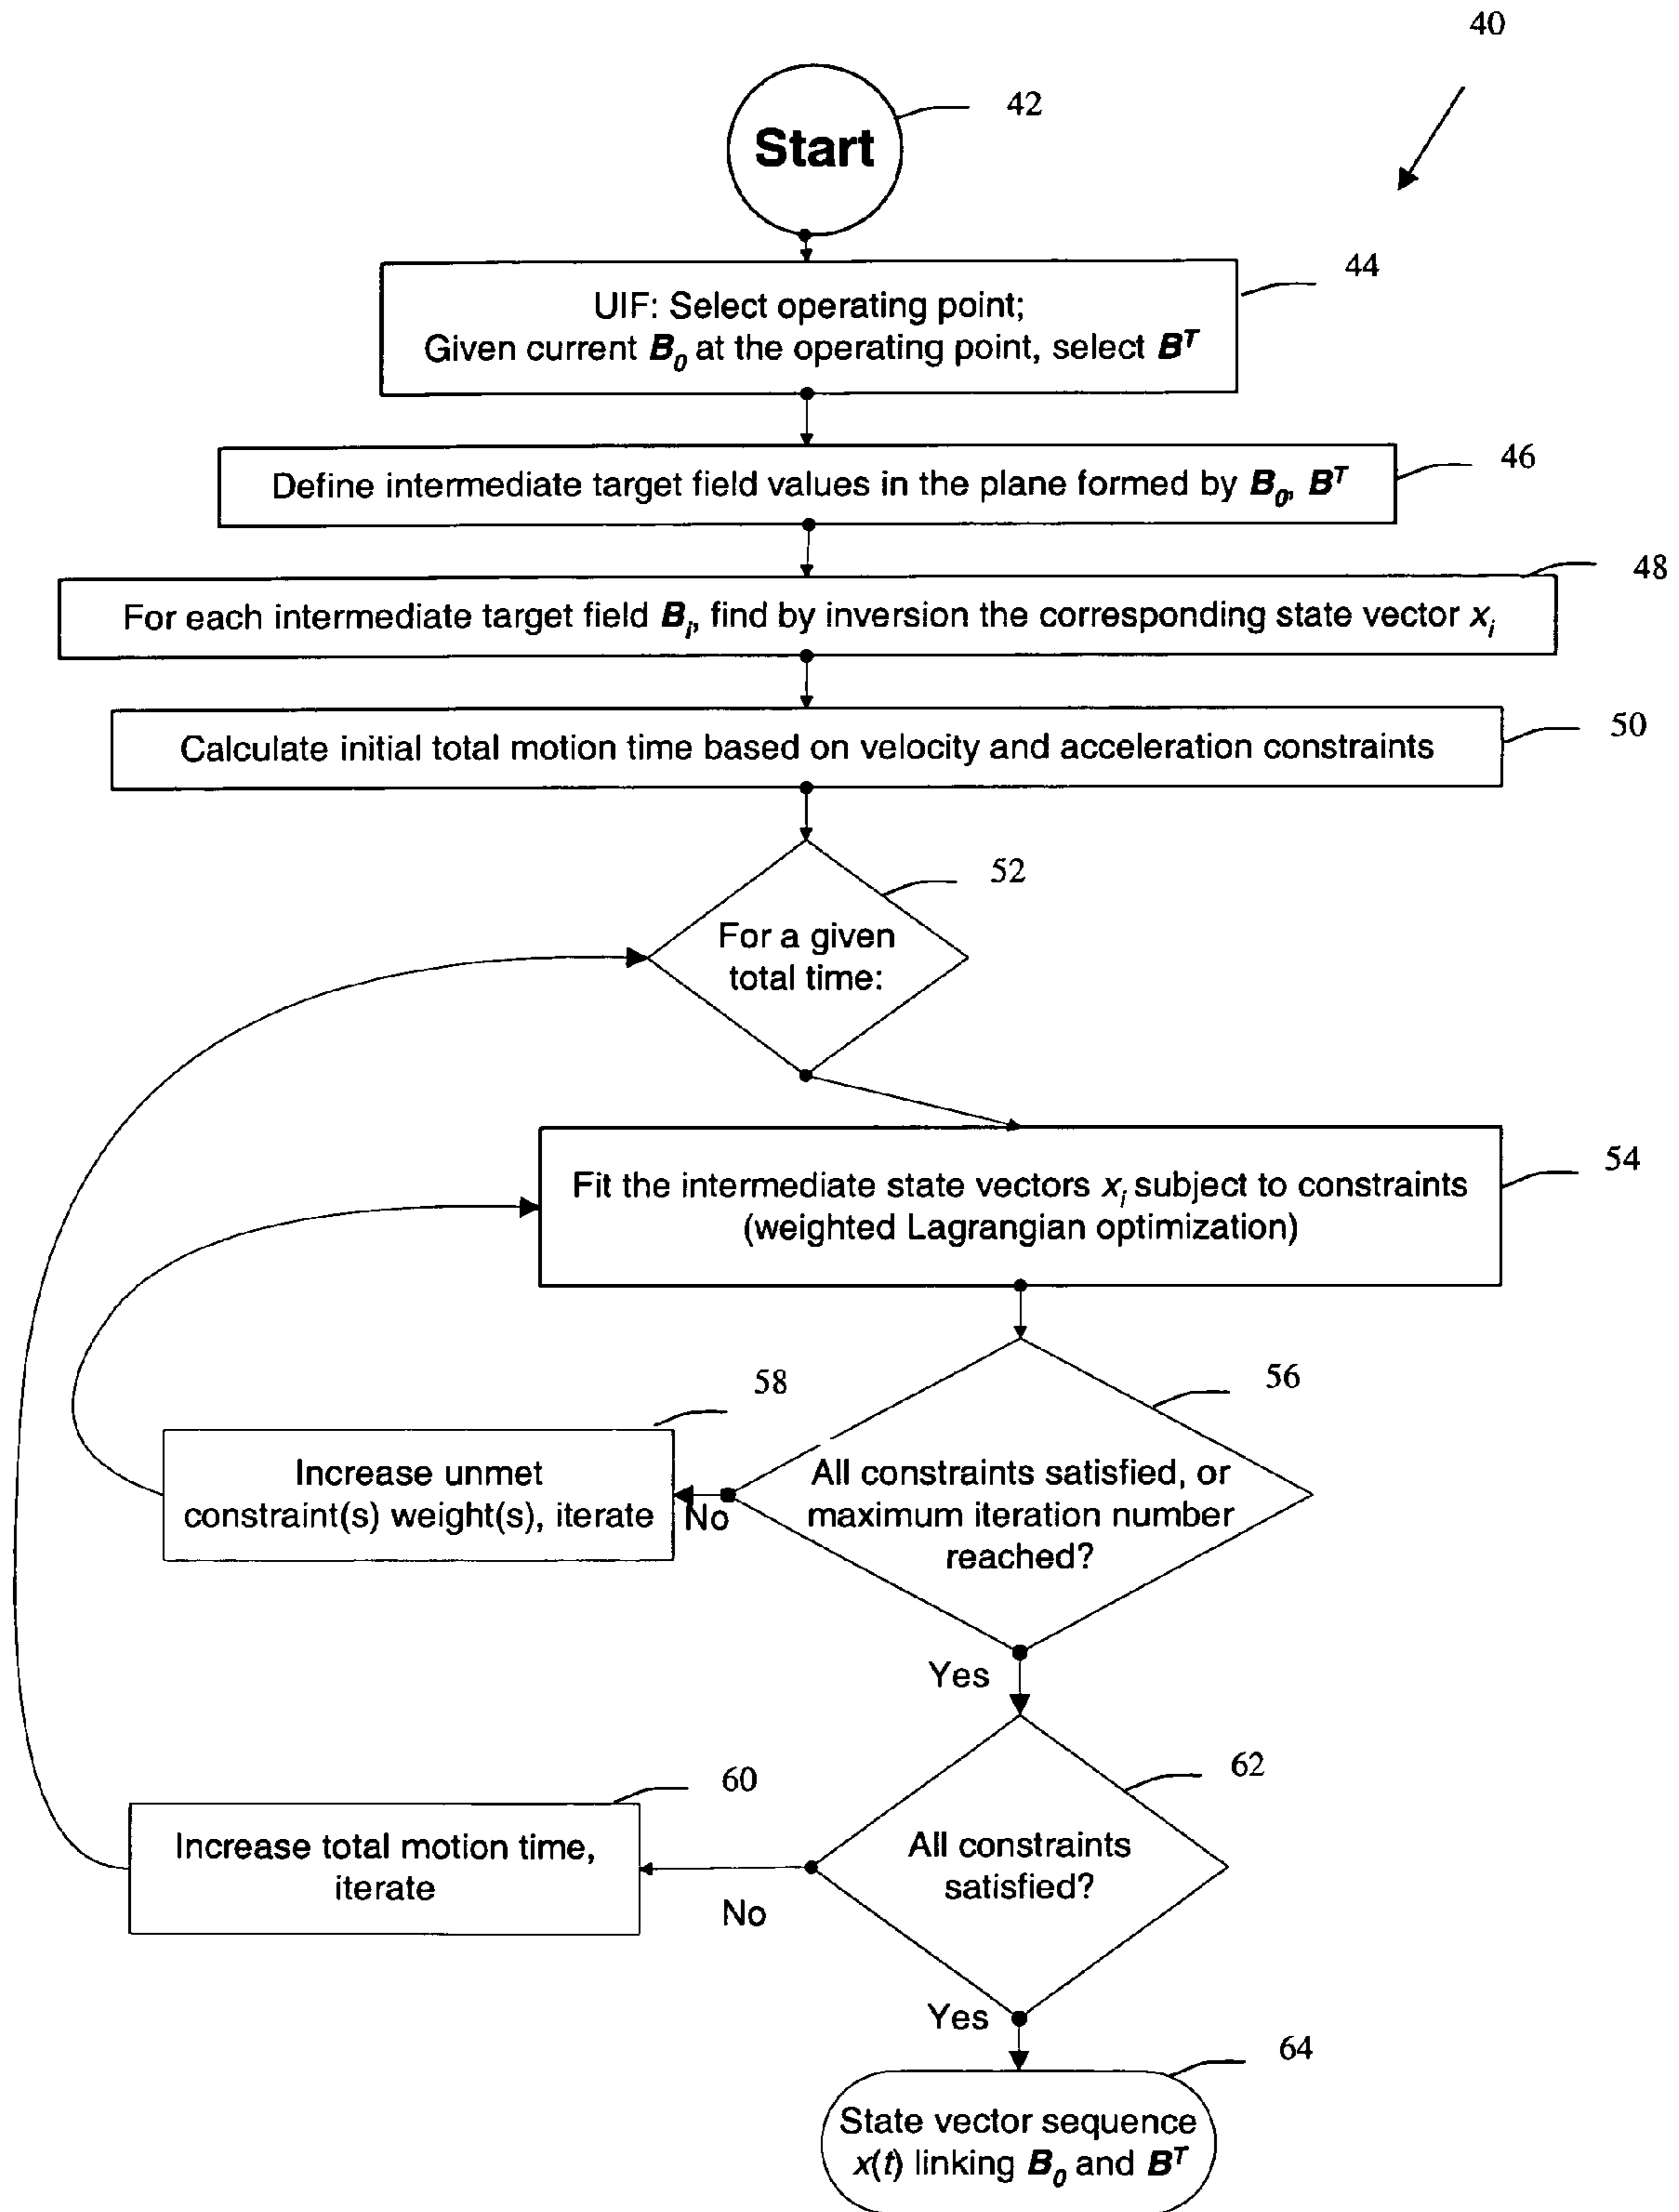 40
42
Start
44
UIF: Select operating point;
Given current B0 at the operating point, select B^T
46
Define intermediate target field values in the plane formed by B0, B^T
48
For each intermediate target field Bi, find by inversion the corresponding state vector xi
50
Calculate initial total motion time based on velocity and acceleration constraints
52
For a given
total time:
54
Fit the intermediate state vectors xi subject to constraints
(weighted Lagrangian optimization)
56
58
All constraints satisfied, or
maximum iteration number
reached?
Increase unmet
constraint(s) weight(s), iterate
No
Yes
62
60
All constraints
satisfied?
Increase total motion time,
iterate
No
Yes
64
State vector sequence
x(t) linking B0 and B^T